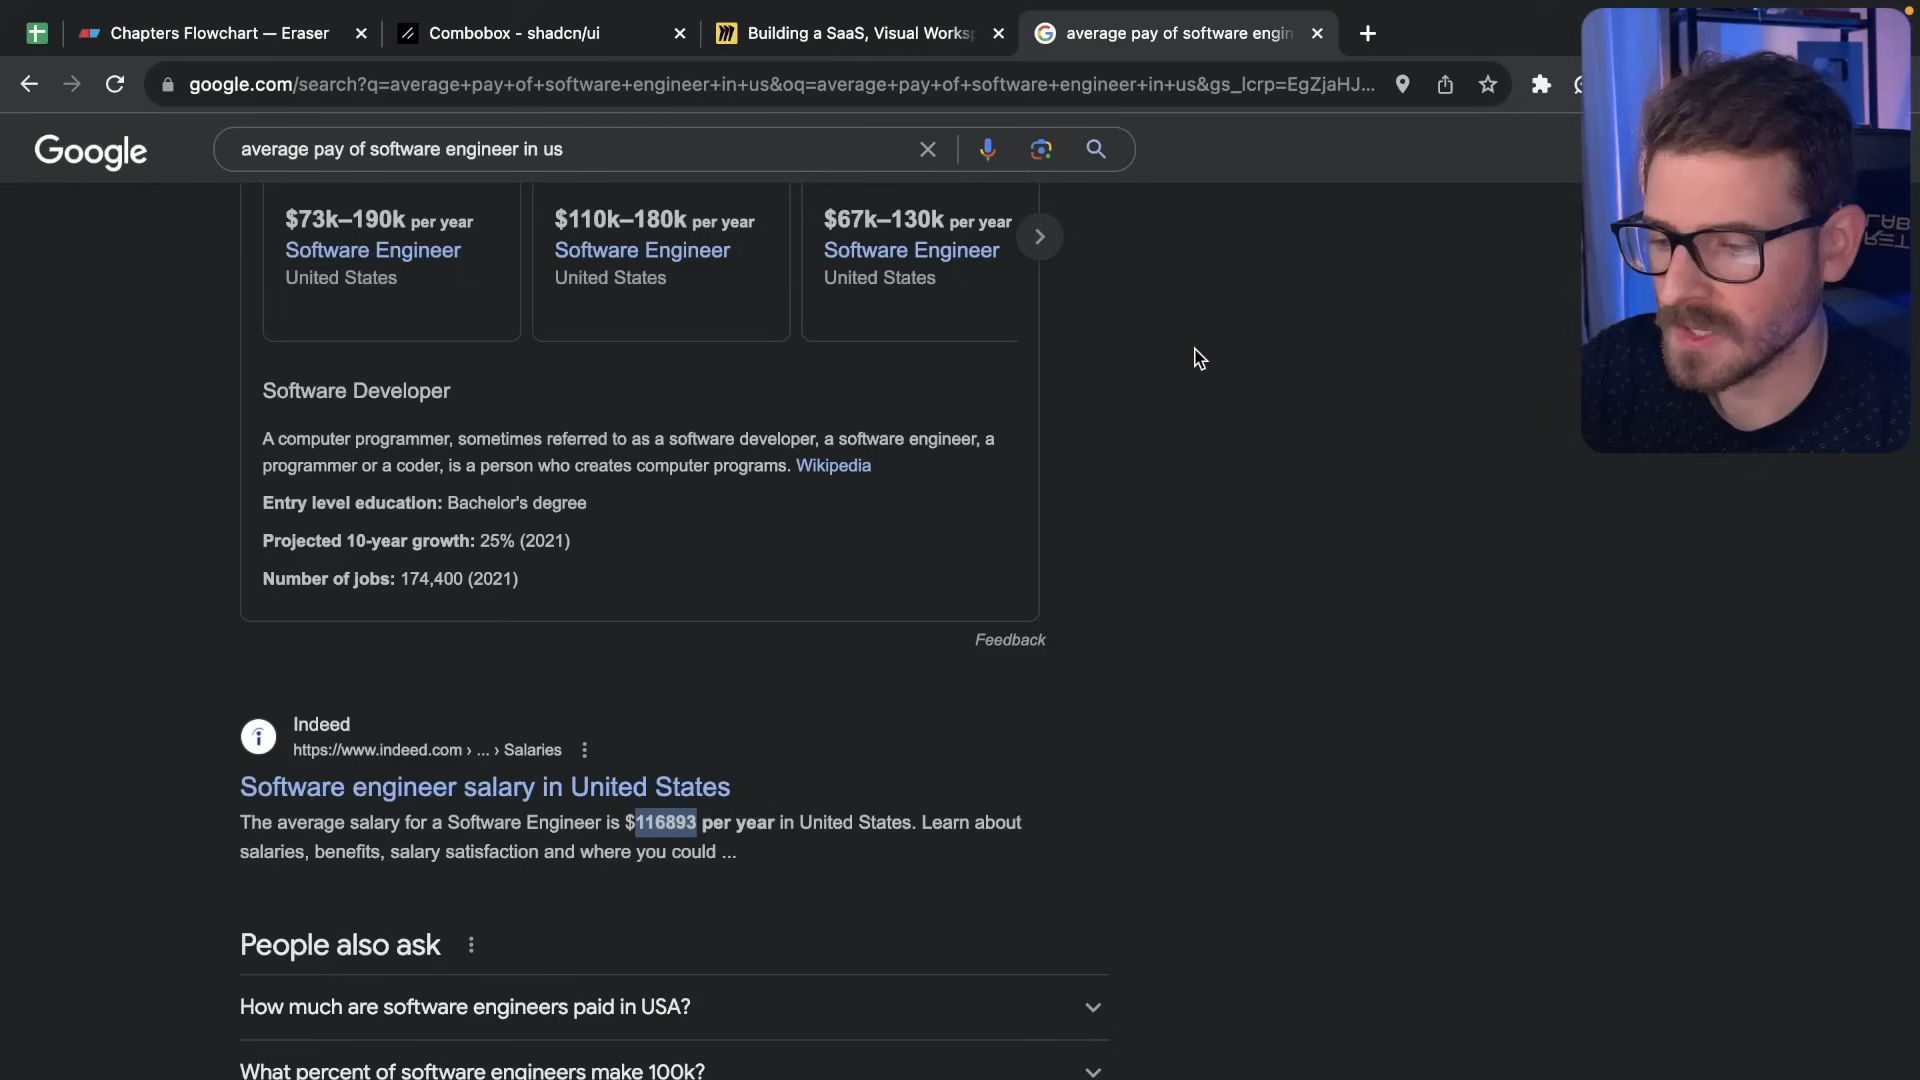 Chapters Flowchart — Eraser
Combobox - shadcn/ui
Building a SaaS, Visual Works
average pay of software engin
google.com/search?q=average+pay+of+software+engineer+in+us&oq=average+pay+of+software+engineer+in+us&gs_lcrp=EgZjaHJ...
Google
average pay of software engineer in us
$73k–190k per year
Software Engineer
United States
$110k–180k per year
Software Engineer
United States
$67k–130k per year
Software Engineer
United States
Software Developer
A computer programmer, sometimes referred to as a software developer, a software engineer, a
programmer or a coder, is a person who creates computer programs. Wikipedia
Entry level education: Bachelor's degree
Projected 10-year growth: 25% (2021)
Number of jobs: 174,400 (2021)
Feedback
Indeed
https://www.indeed.com › ... › Salaries
Software engineer salary in United States
The average salary for a Software Engineer is $116893 per year in United States. Learn about
salaries, benefits, salary satisfaction and where you could ...
People also ask
How much are software engineers paid in USA?
What percent of software engineers make 100k?